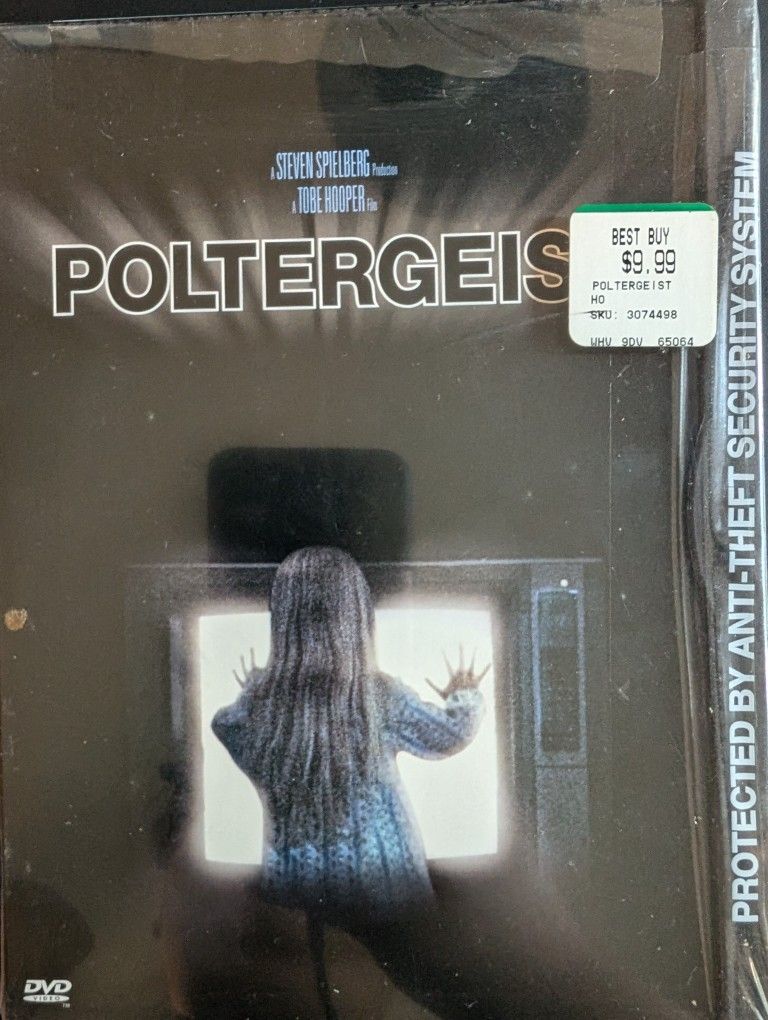 A STEVEN SPIELBERG Production
A TOBE HOOPER Film
POLTERGEIS
BEST BUY
$9.99
POLTERGEIST
HO
SKU: 3074498
WHV 9DV 65064
PROTECTED BY ANTI-THEFT SECURITY SYSTEM
DVD
VIDEO
TM